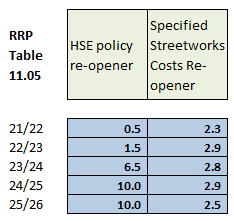 RRP
Table
11.05
HSE policy
re-opener
Specified
Streetworks
Costs Re-
opener
21/22 0.5 2.3
22/23 1.5 2.9
23/24 6.5 2.8
24/25 10.0 2.9
25/26 10.0 2.5